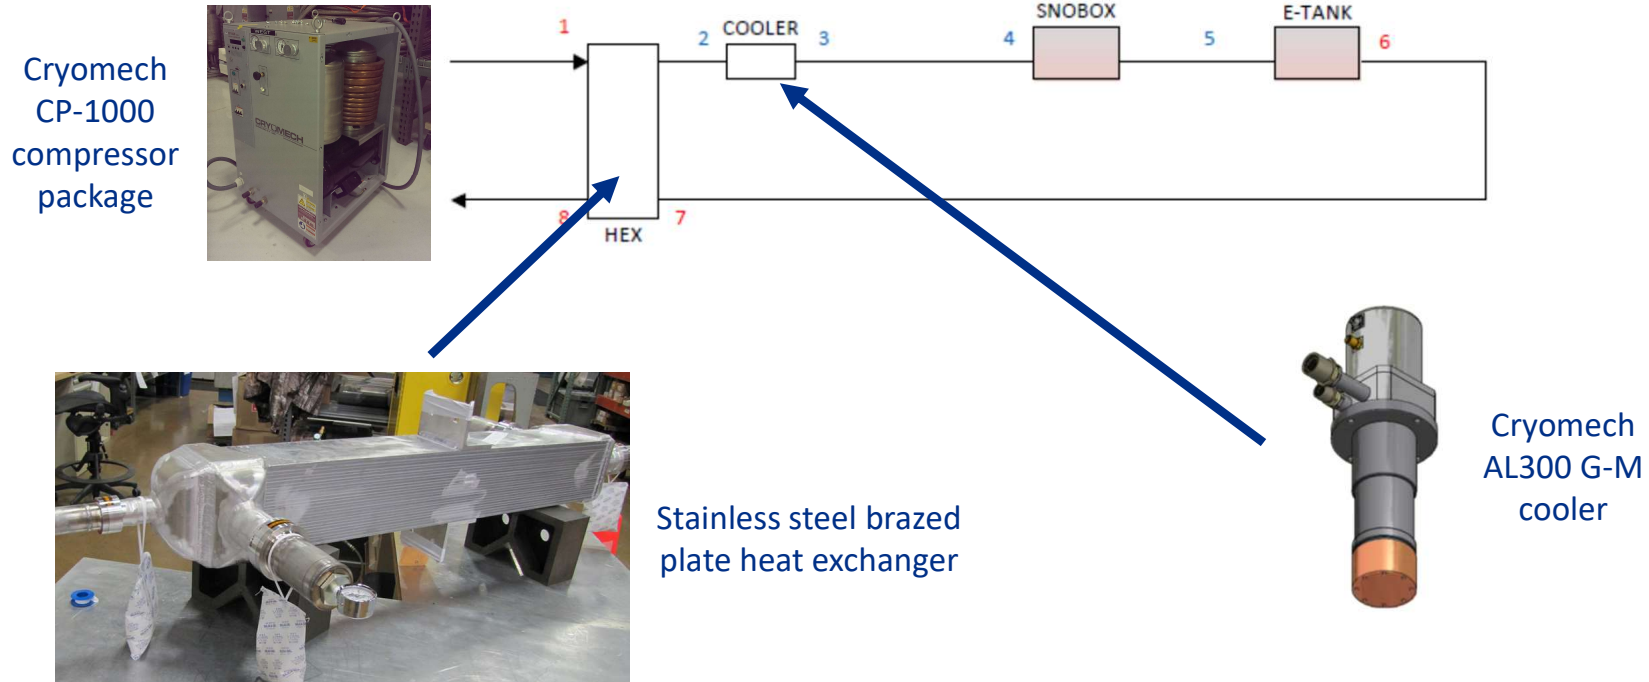 Cryomech
CP-1000
compressor
package
CRYOMECH
1
2
COOLER
3
4
SNOBOX
5
E-TANK
6
8
7
HEX
Stainless steel brazed
plate heat exchanger
Cryomech
AL300 G-M
cooler